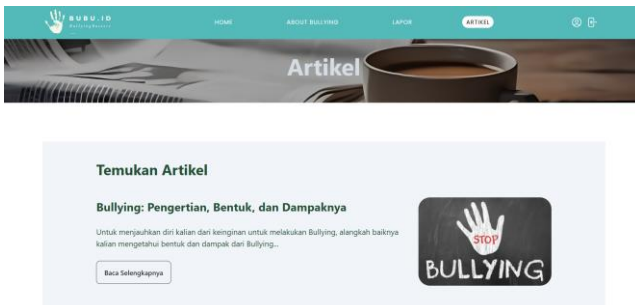 BUBU.ID
HOME
ABOUT BULLYING
LAPOR
ARTIKEL
Artikel
Temukan Artikel
Bullying: Pengertian, Bentuk, dan Dampaknya
Untuk menjauhkan diri kalian dari keinginan untuk melakukan Bullying, alangkah baiknya
kalian mengetahui bentuk dan dampak dari Bullying...
Baca Selengkapnya
STOP
BULLYING